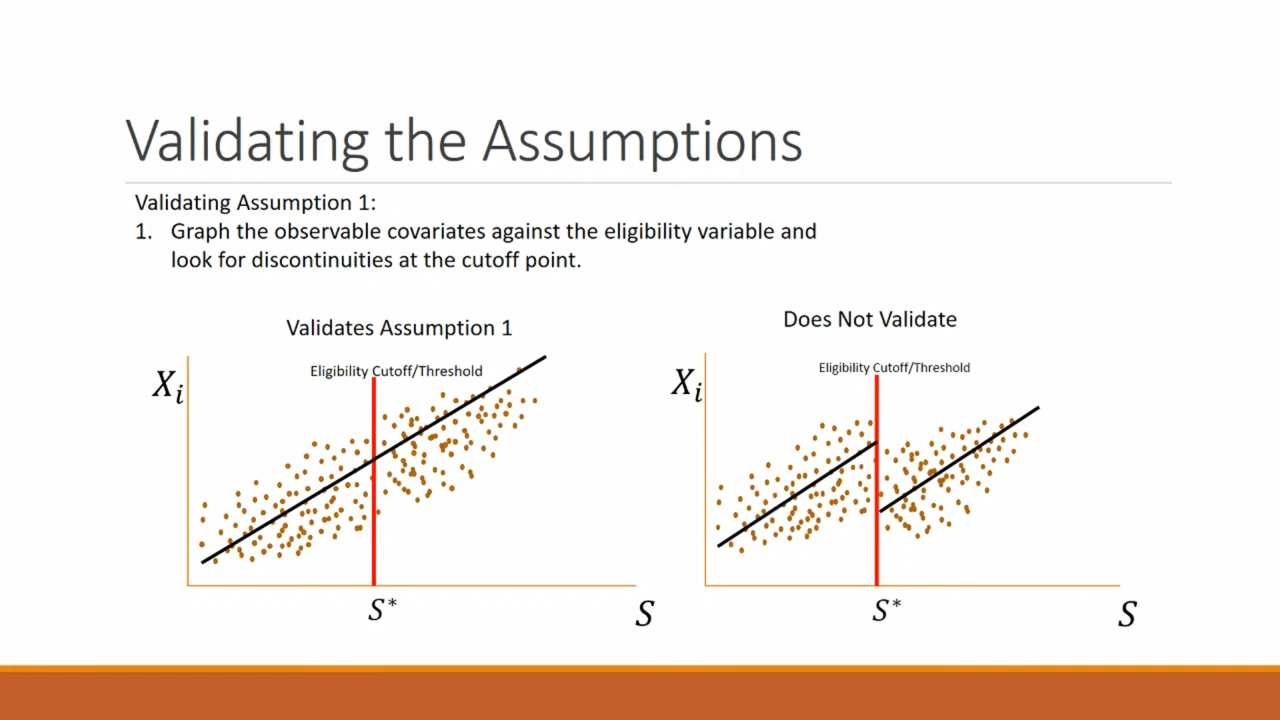 Validating the Assumptions
Validating Assumption 1:
1. Graph the observable covariates against the eligibility variable and
look for discontinuities at the cutoff point.
Validates Assumption 1
Eligibility Cutoff/Threshold
Xᵢ
S*
S
Does Not Validate
Eligibility Cutoff/Threshold
Xᵢ
S*
S